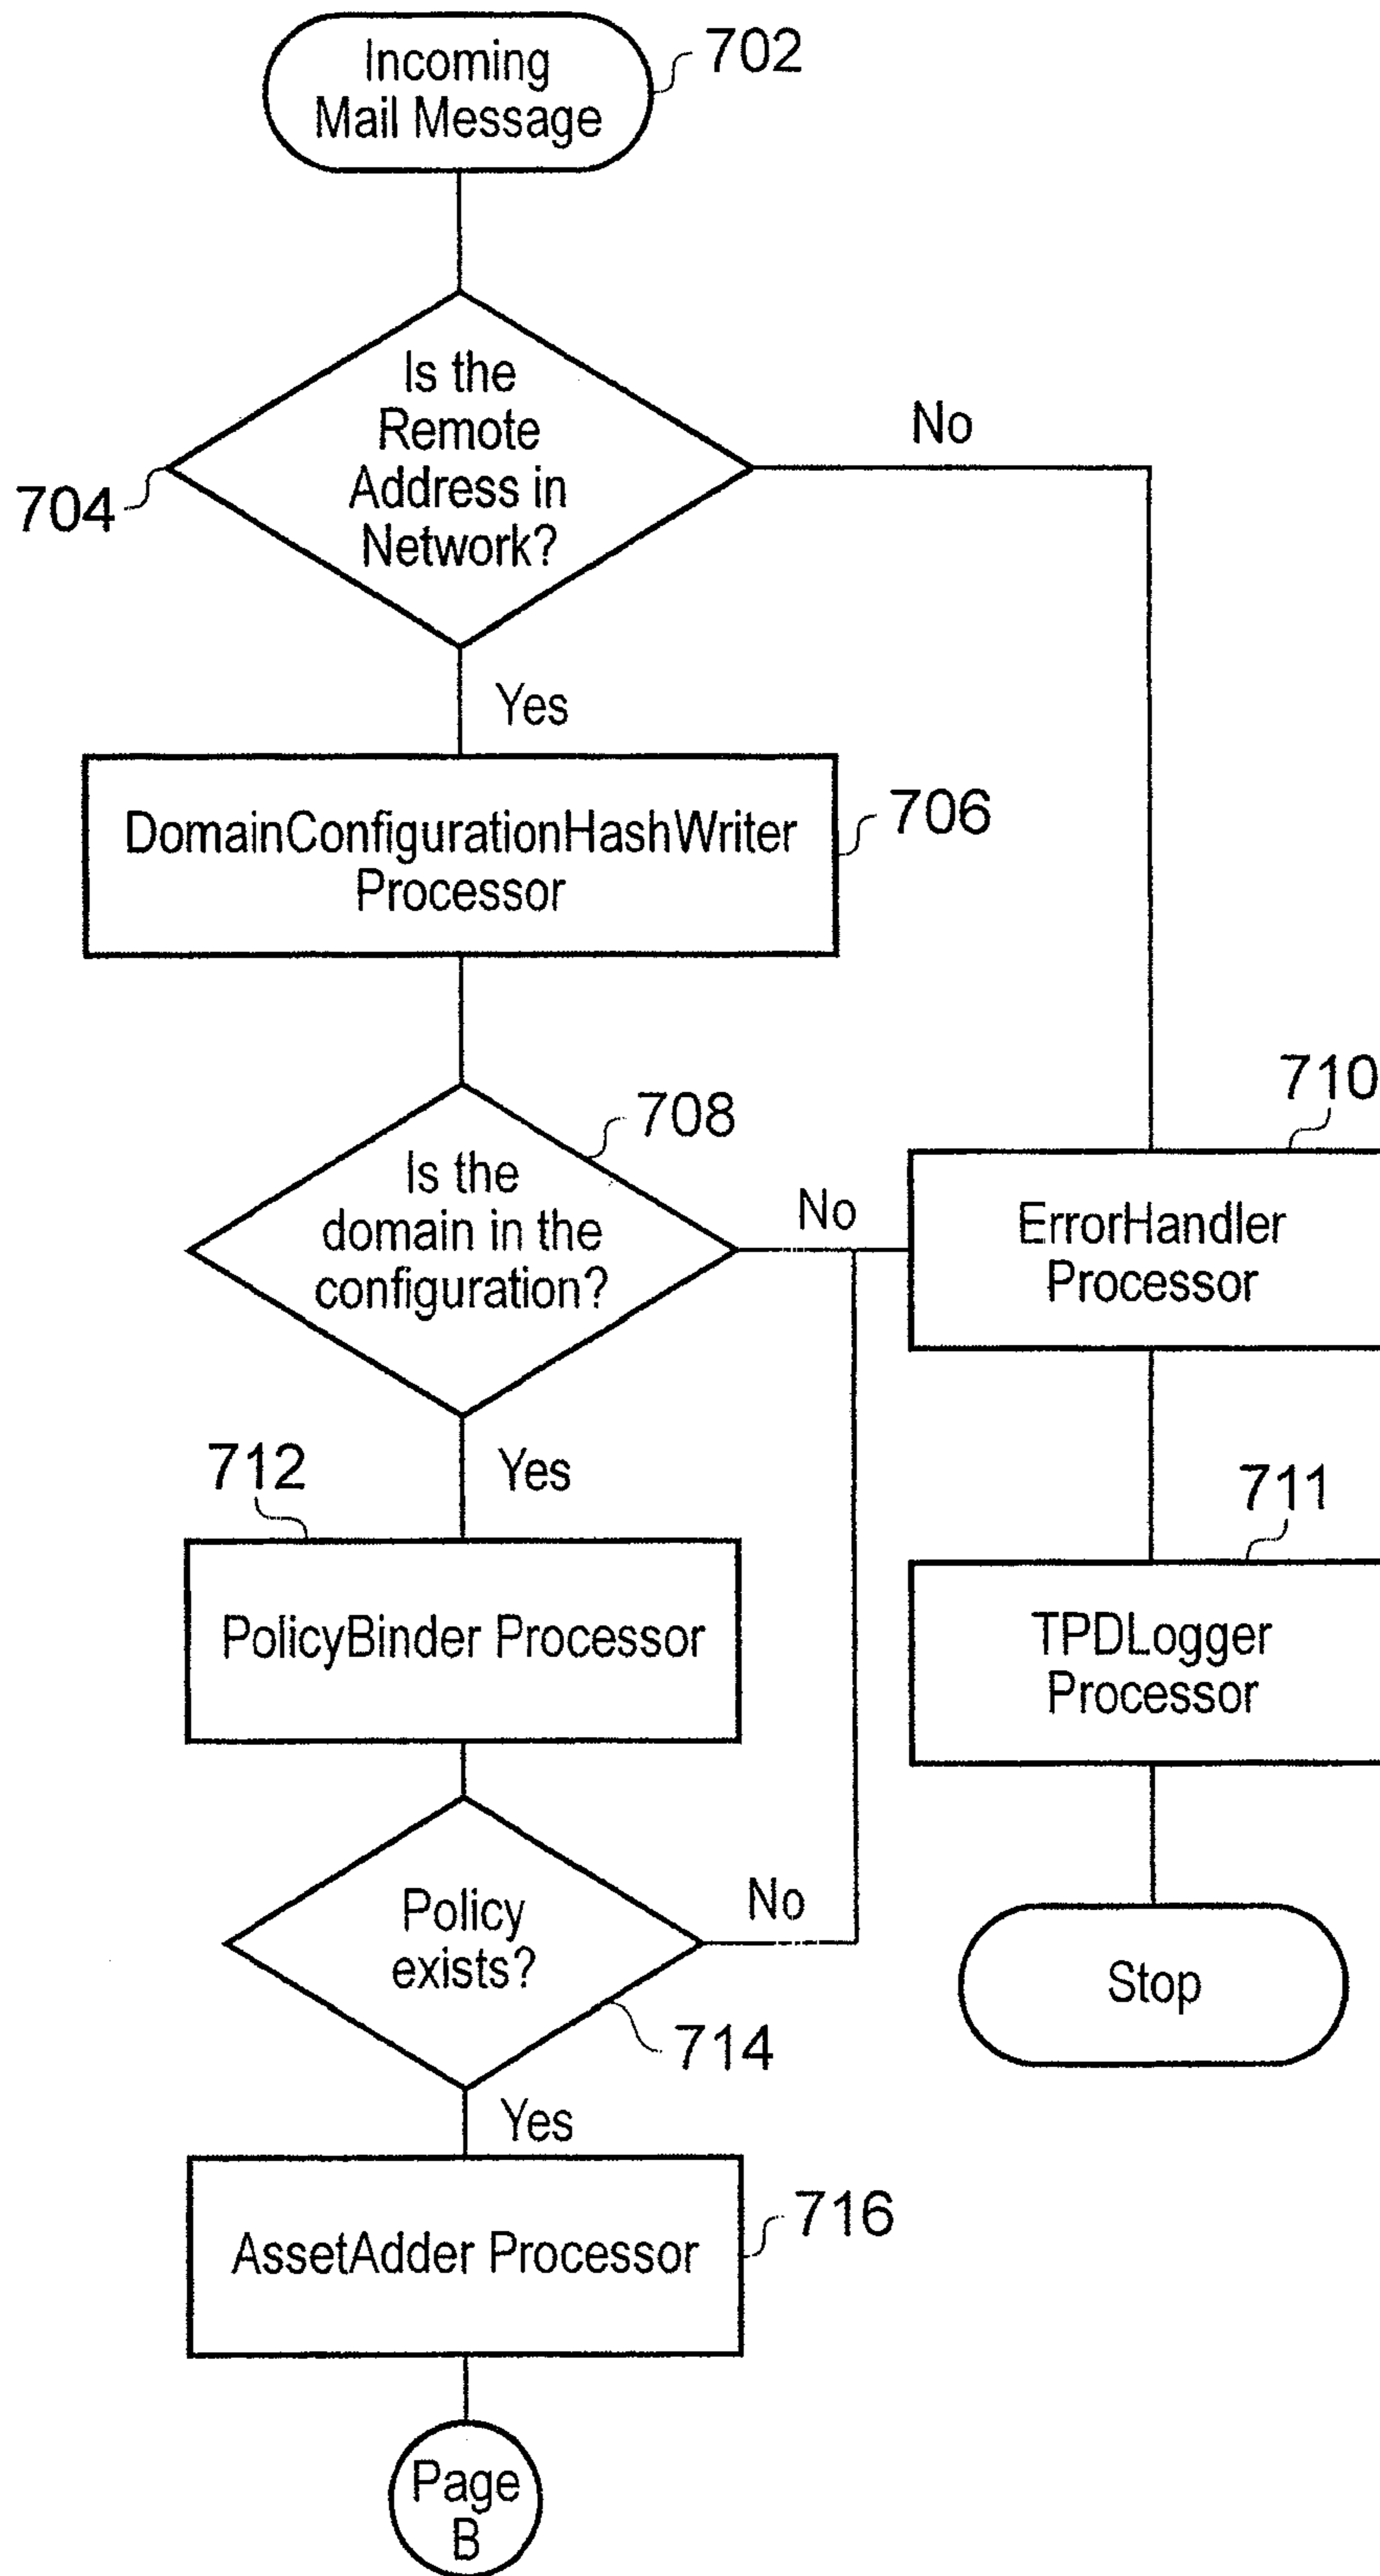 Incoming
Mail Message
702
Is the
Remote
Address in
Network?
No
704
Yes
DomainConfigurationHashWriter
Processor
706
708
710
Is the
domain in the
configuration?
No
ErrorHandler
Processor
712
Yes
711
PolicyBinder Processor
TPDLogger
Processor
Policy
exists?
No
Stop
714
Yes
AssetAdder Processor
716
Page
B